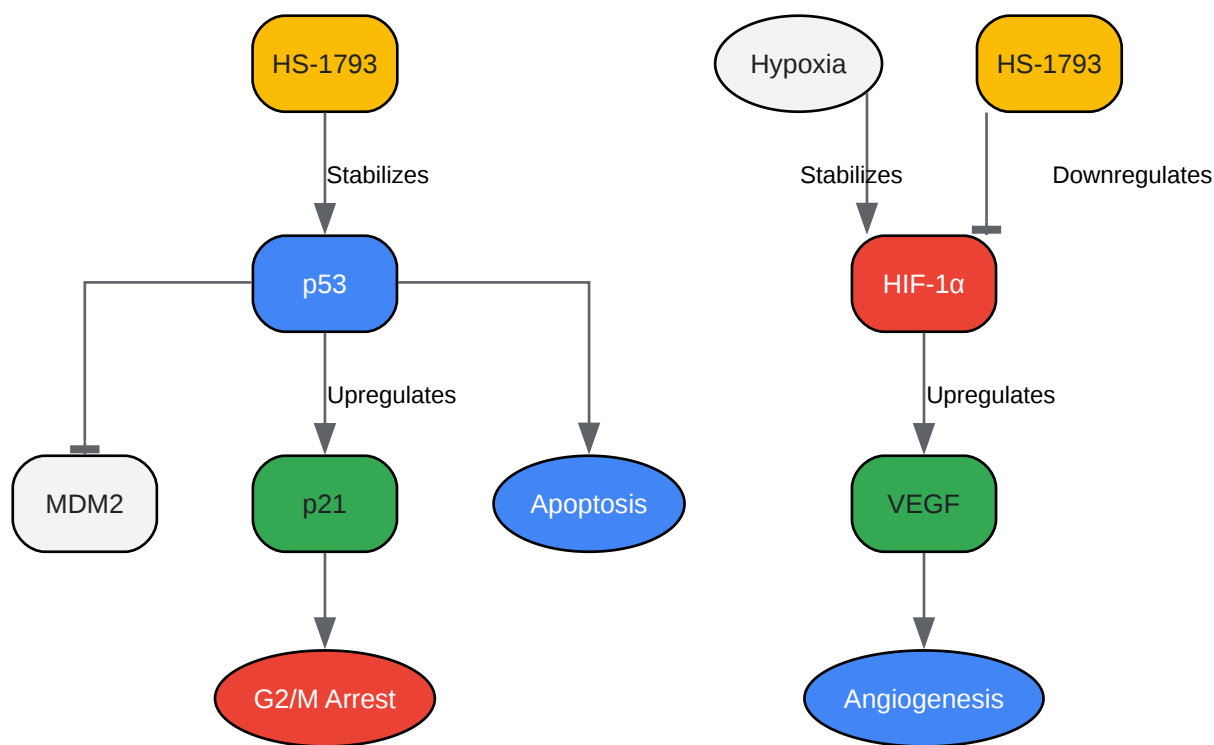 HS-1793
Hypoxia
HS-1793
Stabilizes
Stabilizes
Downregulates
p53
HIF-1α
Upregulates
Upregulates
MDM2
p21
Apoptosis
VEGF
G2/M Arrest
Angiogenesis